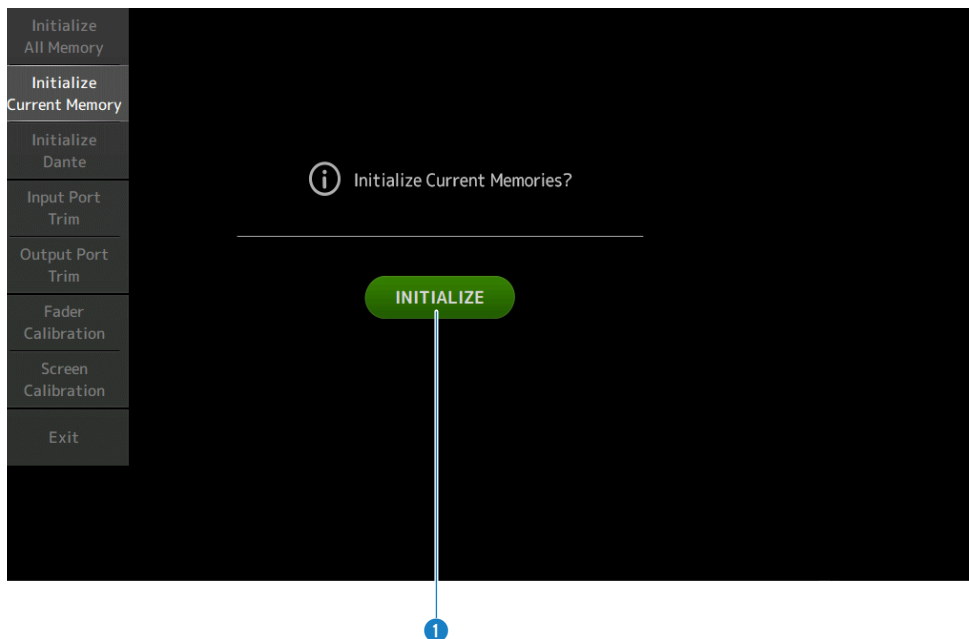 Initialize
All Memory
Initialize
Current Memory
Initialize
Dante
Input Port
Trim
Output Port
Trim
Fader
Calibration
Screen
Calibration
Exit
Initialize Current Memories?
INITIALIZE
1